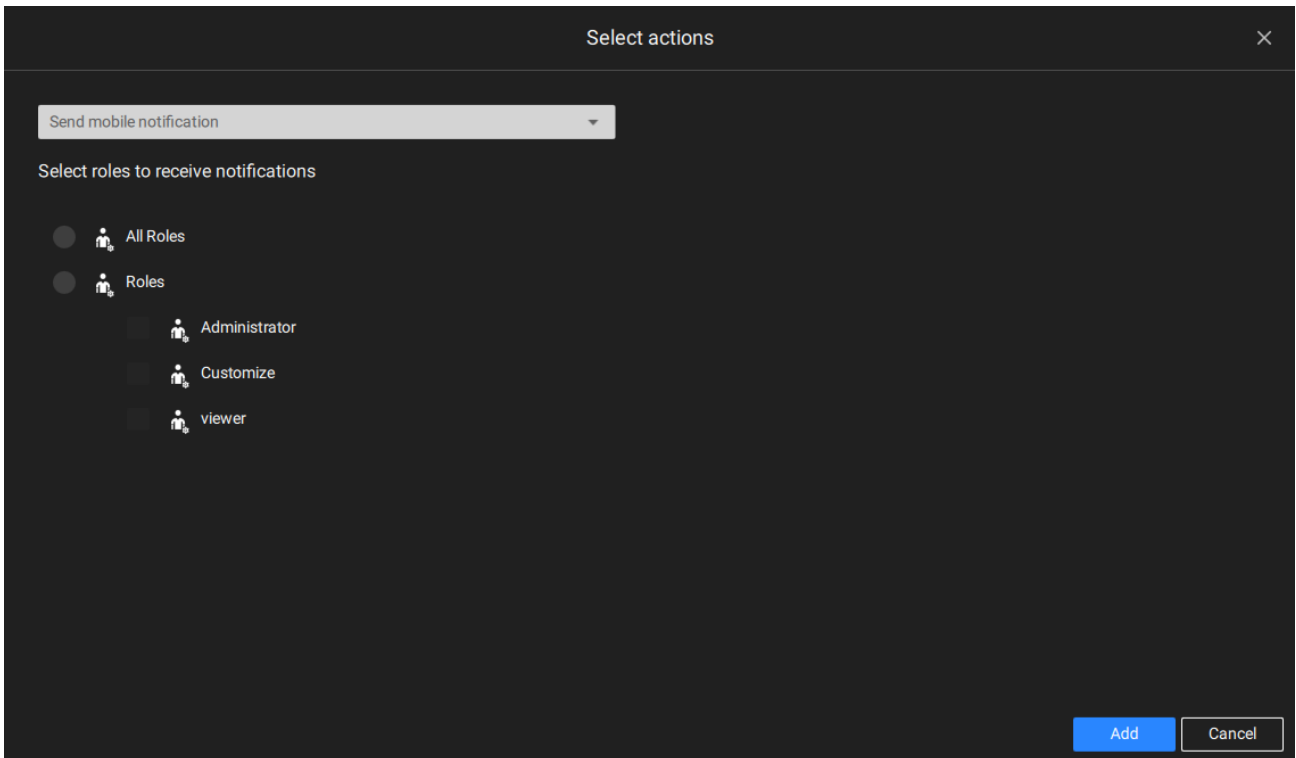 Select actions
Send mobile notification
Select roles to receive notifications
All Roles
Roles
Administrator
Customize
viewer
Add Cancel